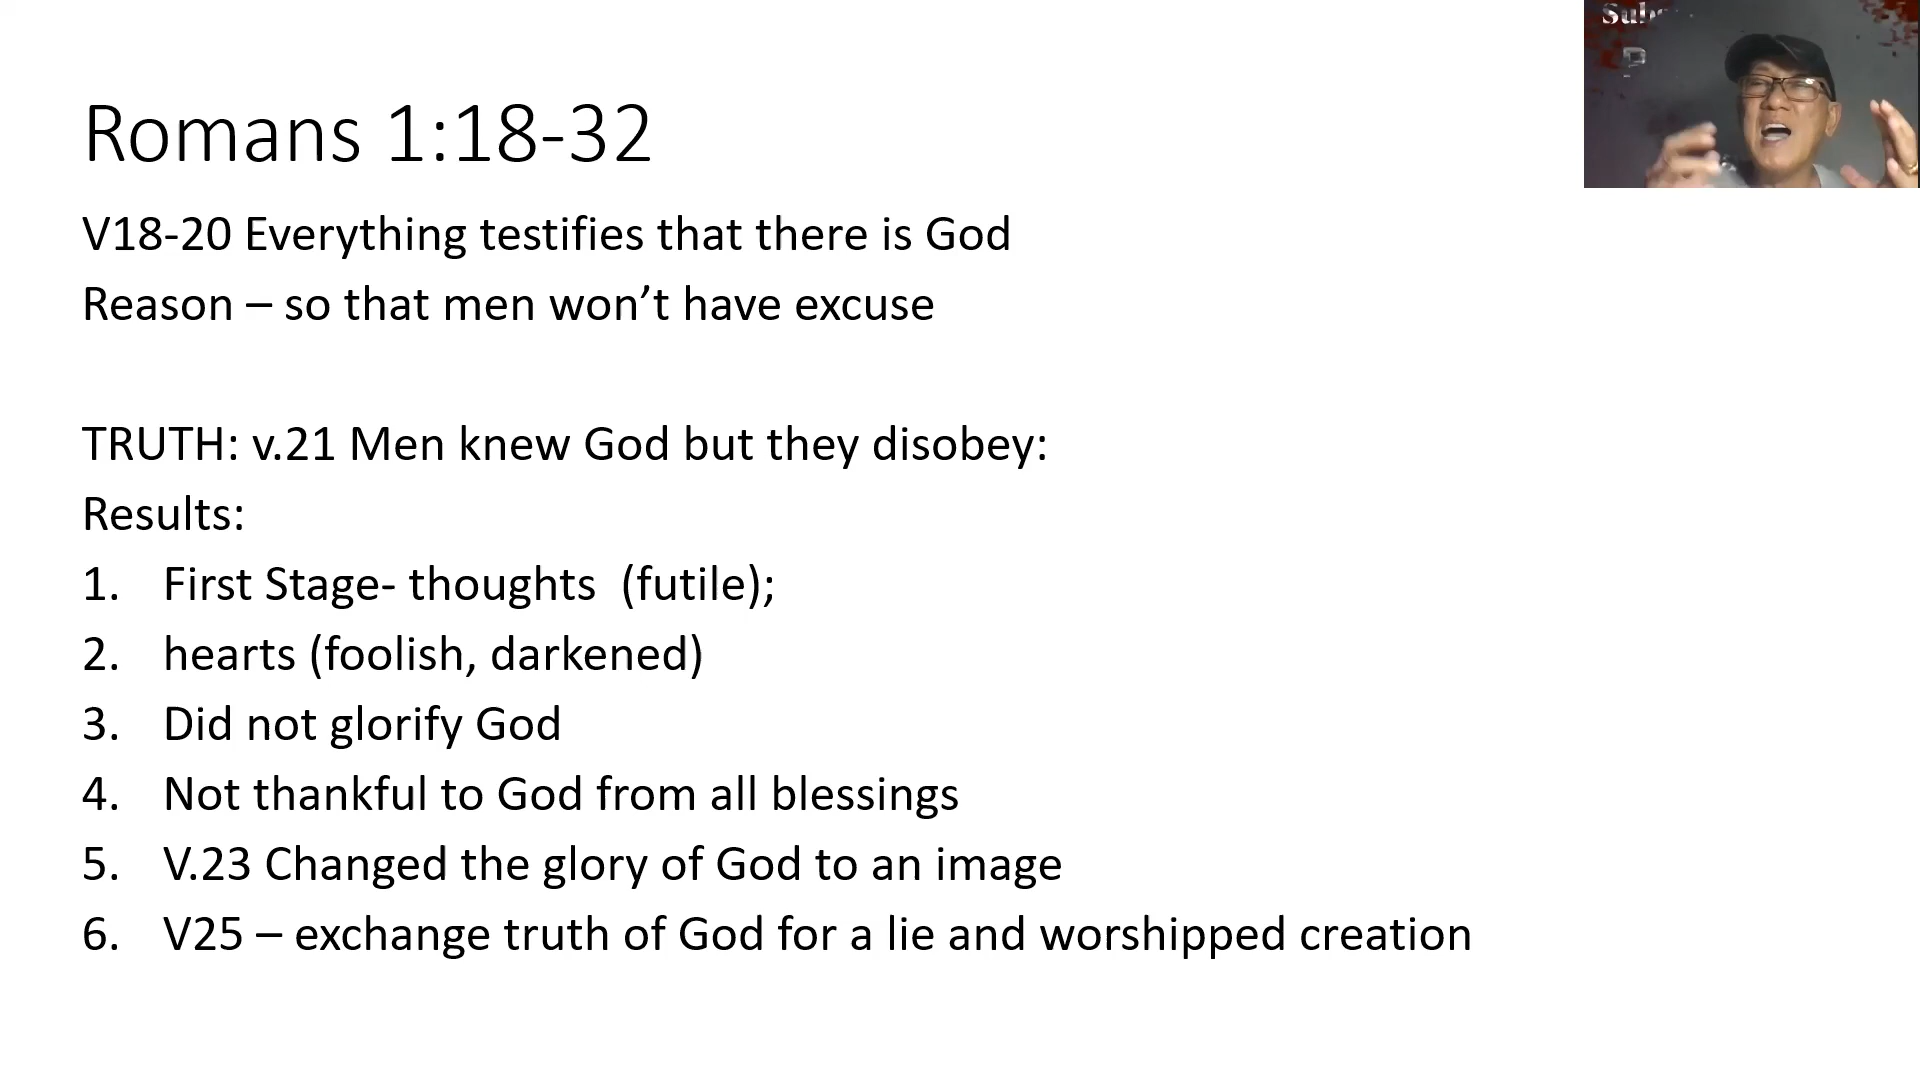 Romans 1:18-32
V18-20 Everything testifies that there is God
Reason – so that men won’t have excuse
TRUTH: v.21 Men knew God but they disobey:
Results:
1. First Stage- thoughts  (futile);
2. hearts (foolish, darkened)
3. Did not glorify God
4. Not thankful to God from all blessings
5. V.23 Changed the glory of God to an image
6. V25 – exchange truth of God for a lie and worshipped creation